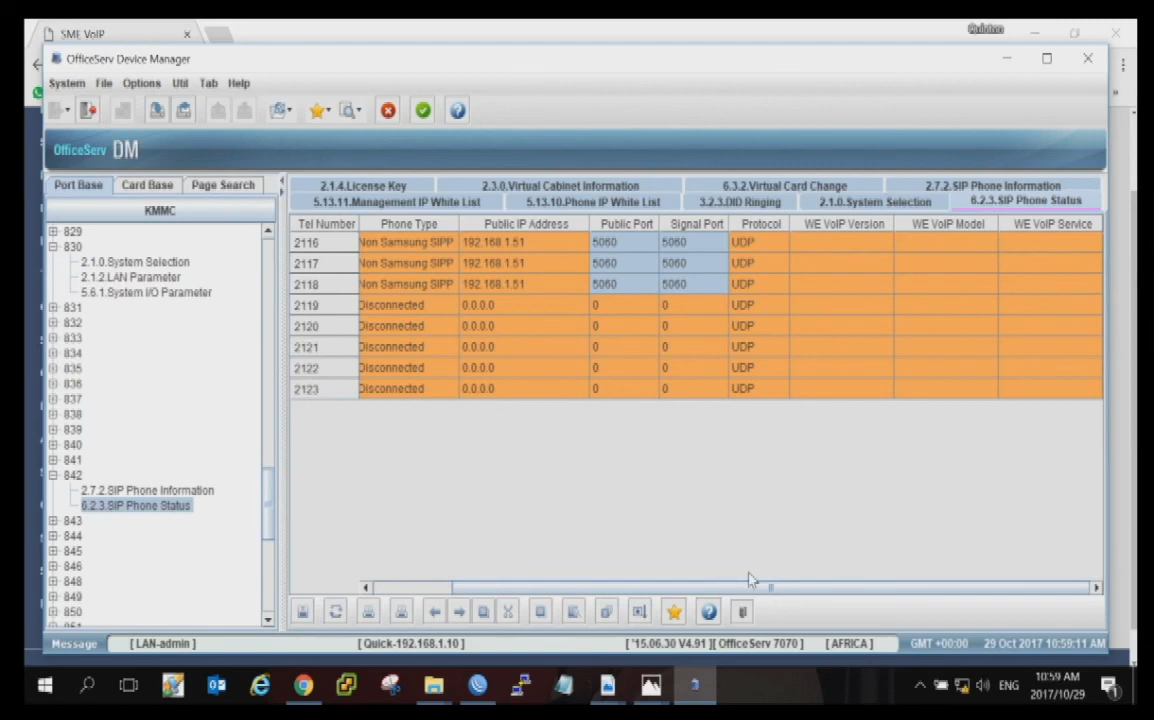 SME VoIP
OfficeServ Device Manager
System File Options Util Tab Help
OfficeServ DM
Port Base Card Base Page Search
KMMC
829
830
2.1.0.System Selection
2.1.2.LAN Parameter
5.6.1.System I/O Parameter
831
832
833
834
835
836
837
838
839
840
841
842
2.7.2.SIP Phone Information
6.2.3.SIP Phone Status
843
844
845
846
848
849
850
2.1.4.License Key 2.3.0.Virtual Cabinet Information 6.3.2.Virtual Card Change 2.7.2.SIP Phone Information
5.13.11.Management IP White List 5.13.10.Phone IP White List 3.2.3.DID Ringing 2.1.0.System Selection 6.2.3.SIP Phone Status
Tel Number Phone Type Public IP Address Public Port Signal Port Protocol WE VoIP Version WE VoIP Model WE VoIP Service
2116 Non Samsung SIPP 192.168.1.51 5060 5060 UDP
2117 Non Samsung SIPP 192.168.1.51 5060 5060 UDP
2118 Non Samsung SIPP 192.168.1.51 5060 5060 UDP
2119 Disconnected 0.0.0.0 0 0 UDP
2120 Disconnected 0.0.0.0 0 0 UDP
2121 Disconnected 0.0.0.0 0 0 UDP
2122 Disconnected 0.0.0.0 0 0 UDP
2123 Disconnected 0.0.0.0 0 0 UDP
Message [LAN-admin] [Quick-192.168.1.10] ['15.06.30 V4.91][OfficeServ 7070] [AFRICA] GMT +00:00 29 Oct 2017 10:59:11 AM
ENG 10:59 AM
2017/10/29